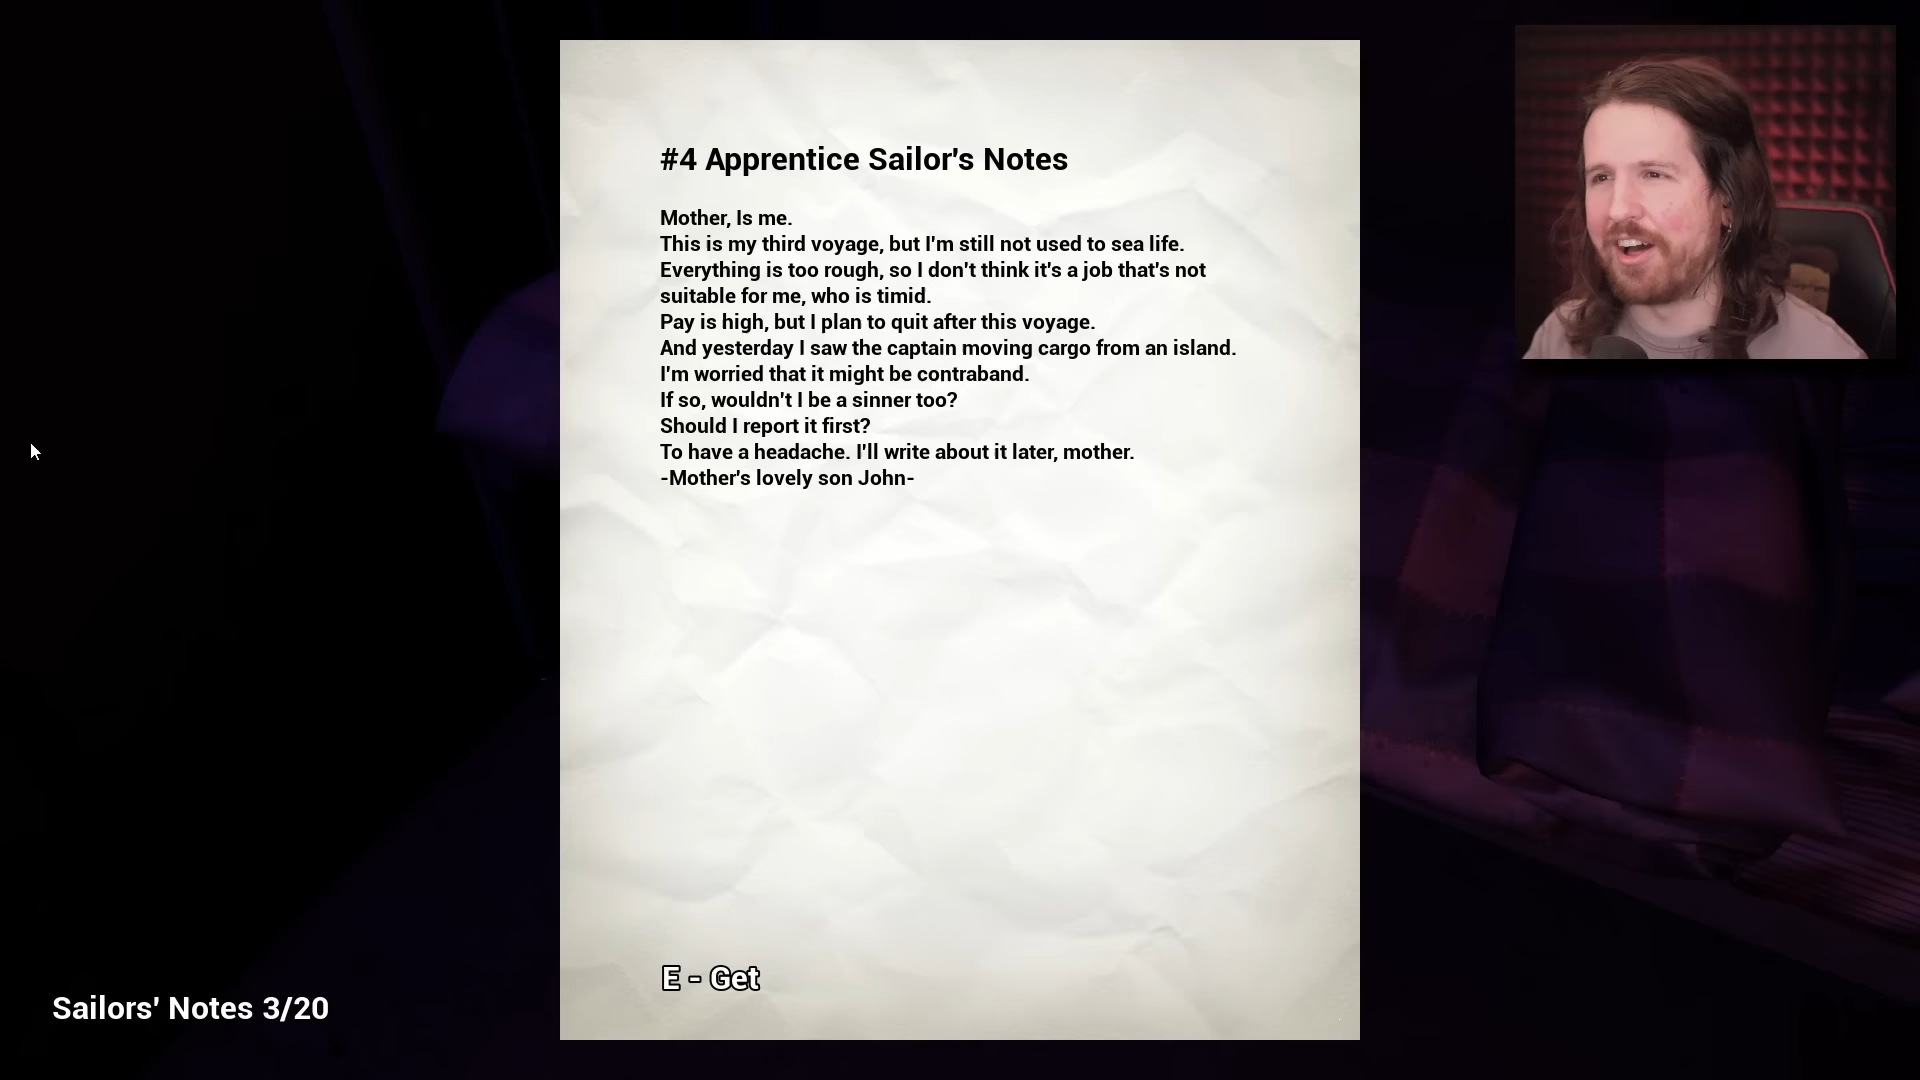 #4 Apprentice Sailor's Notes
Mother, Is me.
This is my third voyage, but I'm still not used to sea life.
Everything is too rough, so I don't think it's a job that's not
suitable for me, who is timid.
Pay is high, but I plan to quit after this voyage.
And yesterday I saw the captain moving cargo from an island.
I'm worried that it might be contraband.
If so, wouldn't I be a sinner too?
Should I report it first?
To have a headache. I'll write about it later, mother.
-Mother's lovely son John-
E - Get
Sailors' Notes 3/20